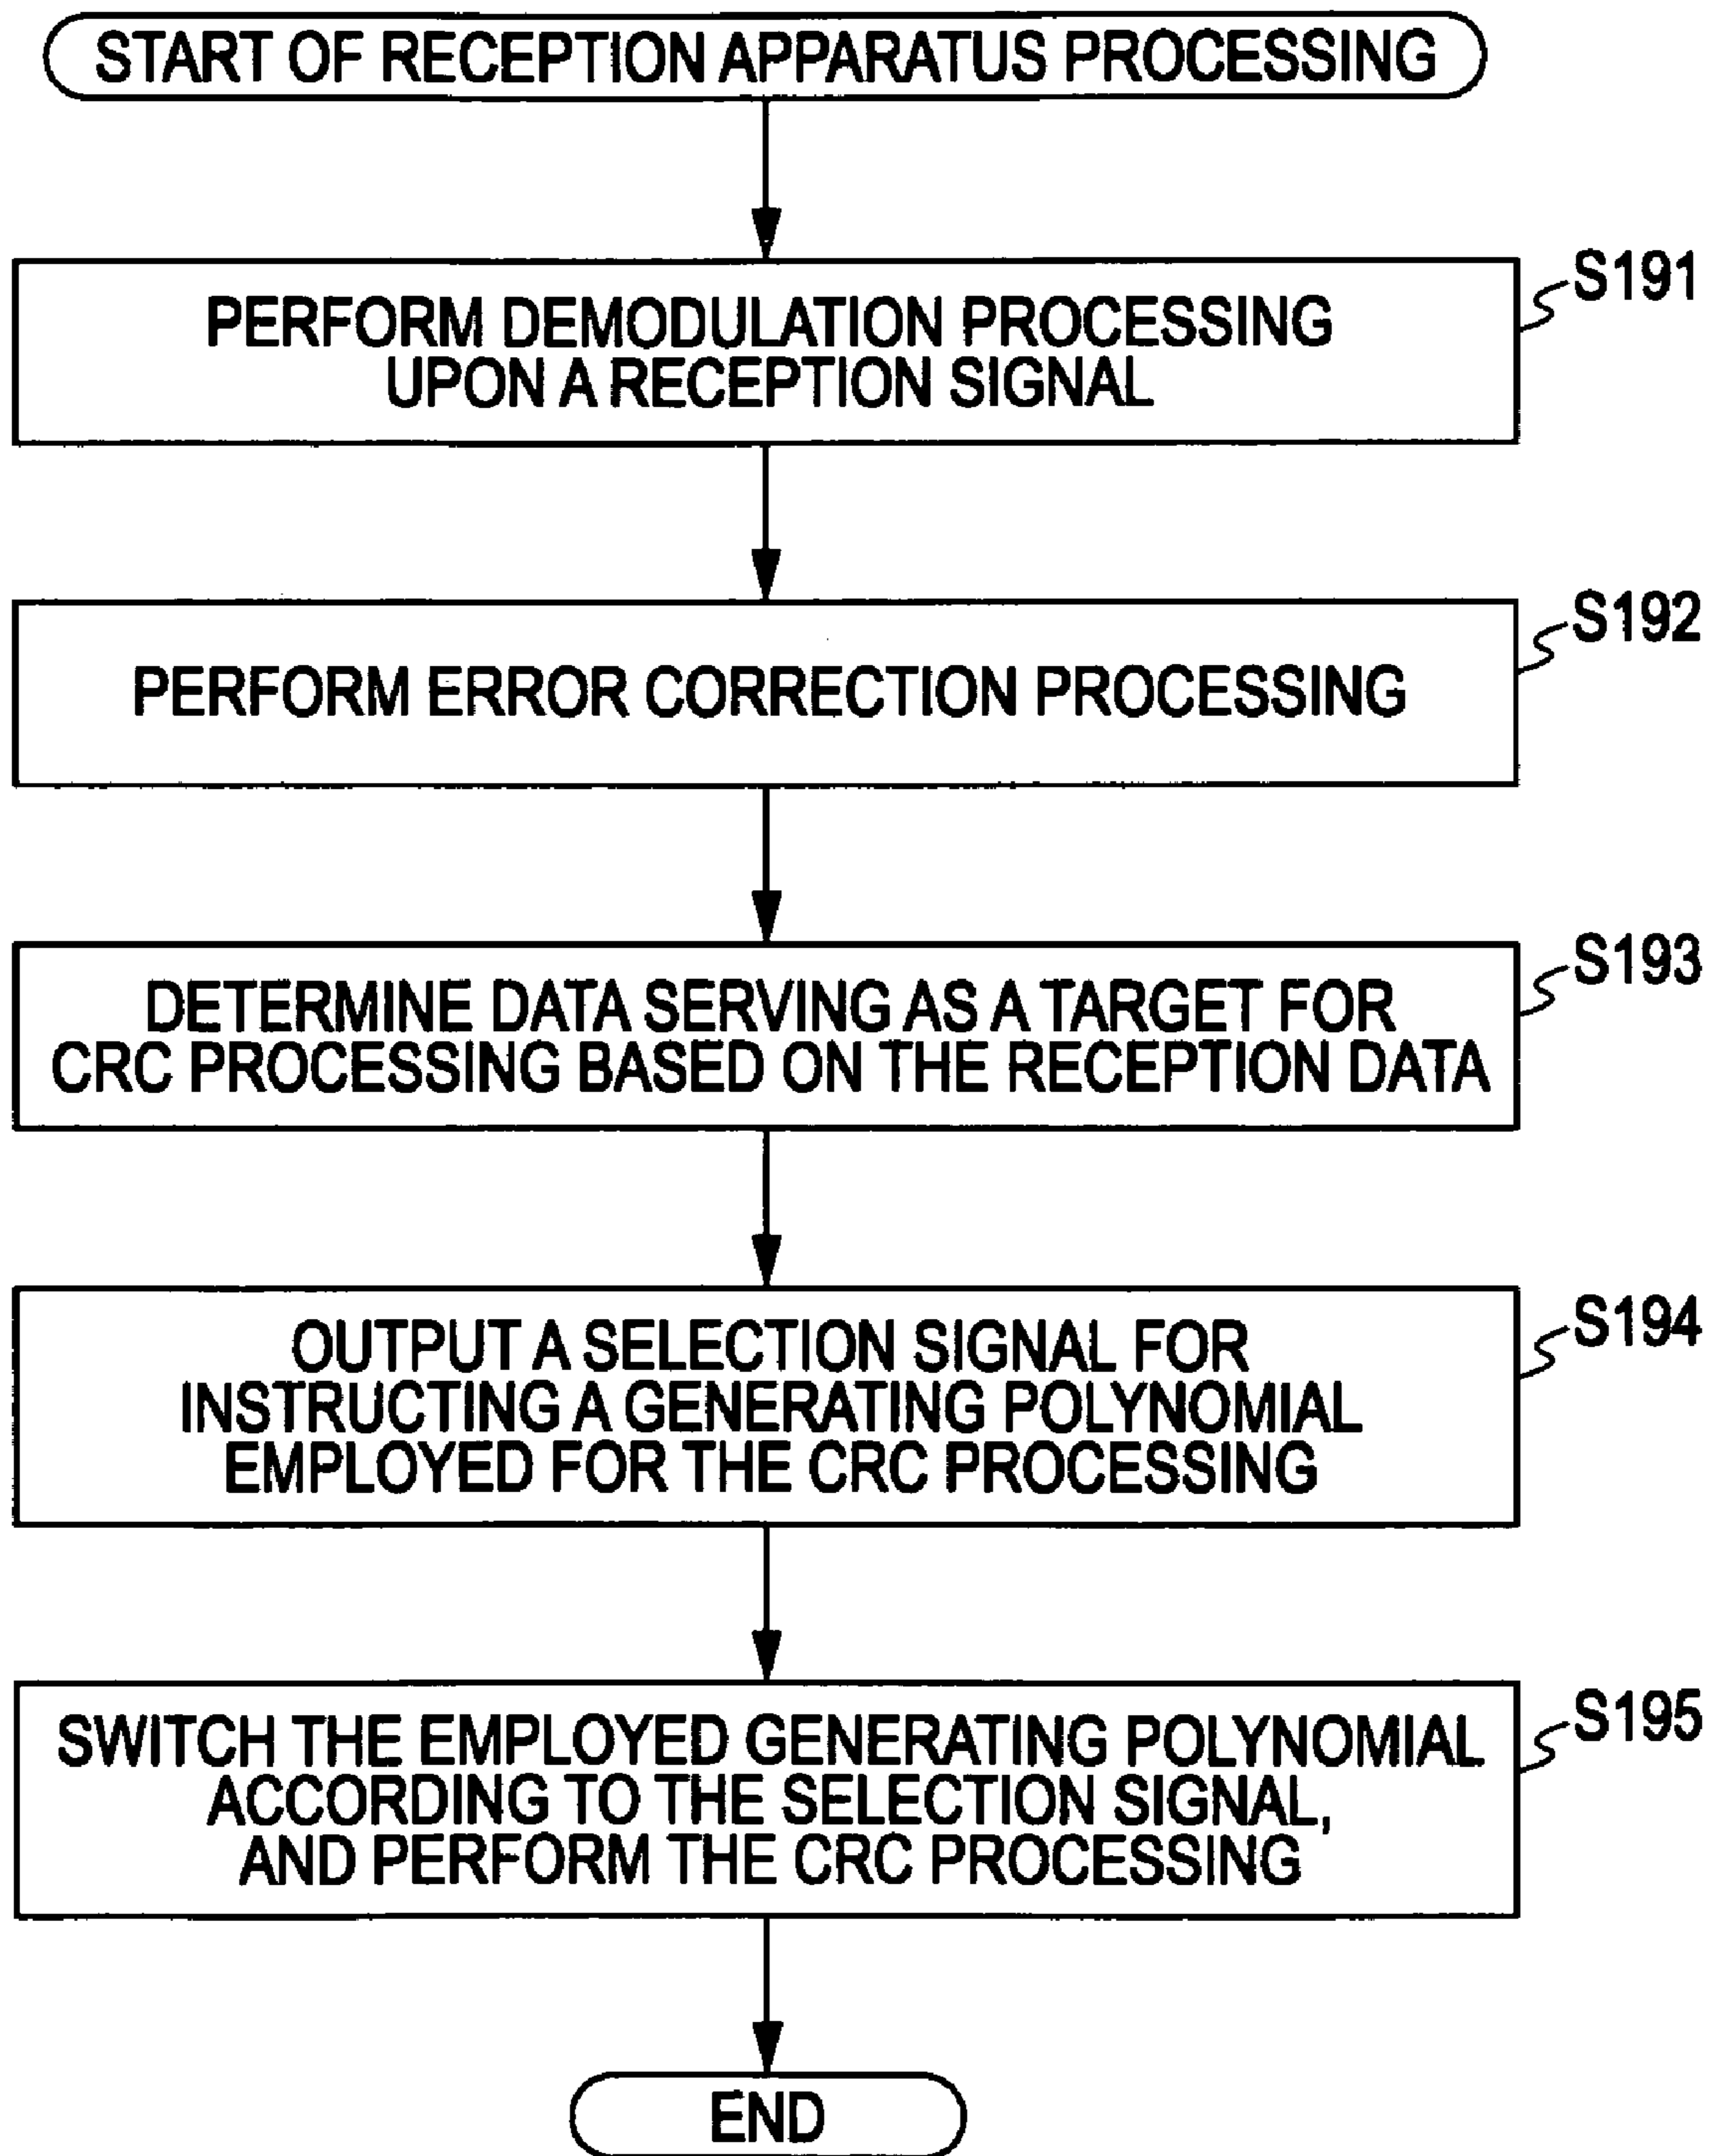 START OF RECEPTION APPARATUS PROCESSING
S191
PERFORM DEMODULATION PROCESSING
UPON A RECEPTION SIGNAL
S192
PERFORM ERROR CORRECTION PROCESSING
S193
DETERMINE DATA SERVING AS A TARGET FOR
CRC PROCESSING BASED ON THE RECEPTION DATA
S194
OUTPUT A SELECTION SIGNAL FOR
INSTRUCTING A GENERATING POLYNOMIAL
EMPLOYED FOR THE CRC PROCESSING
S195
SWITCH THE EMPLOYED GENERATING POLYNOMIAL
ACCORDING TO THE SELECTION SIGNAL,
AND PERFORM THE CRC PROCESSING
END